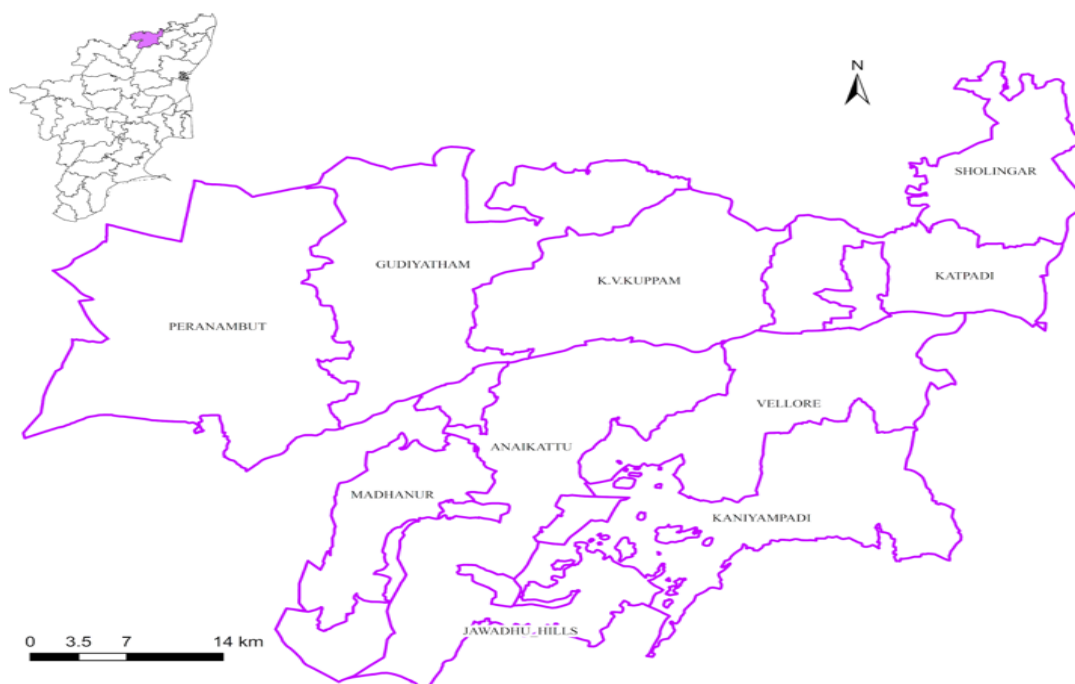 N
SHOLINGAR
GUDIYATHAM
K.V.KUPPAM
KATPADI
PERANAMBUT
VELLORE
ANAIKATTU
MADHANUR
KANIYAMPADI
JAWADHU_HILLS
0 3.5 7 14 km